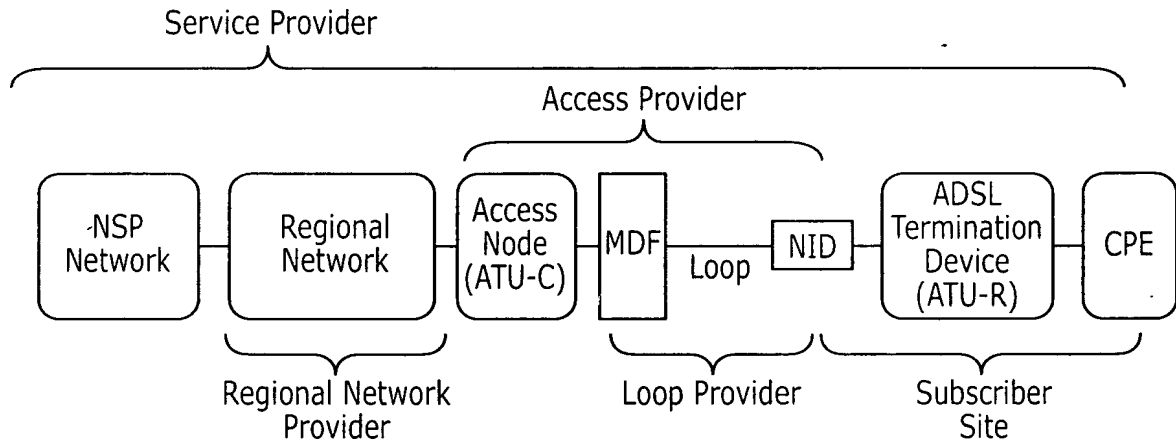 Service Provider
Access Provider
NSP
Network
Regional
Network
Access
Node
(ATU-C)
MDF
Loop
NID
ADSL
Termination
Device
(ATU-R)
CPE
Regional Network
Provider
Loop Provider
Subscriber
Site